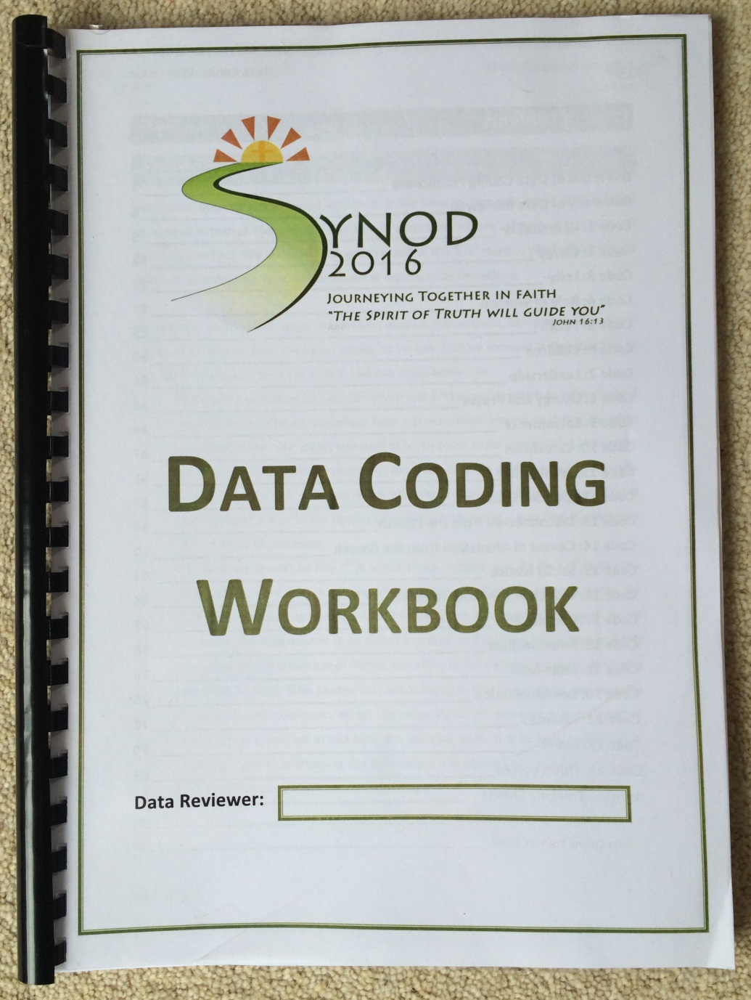 SYNOD
2016
JOURNEYING TOGETHER IN FAITH
"THE SPIRIT OF TRUTH WILL GUIDE YOU"
JOHN 16:13
DATA CODING
WORKBOOK
Data Reviewer: